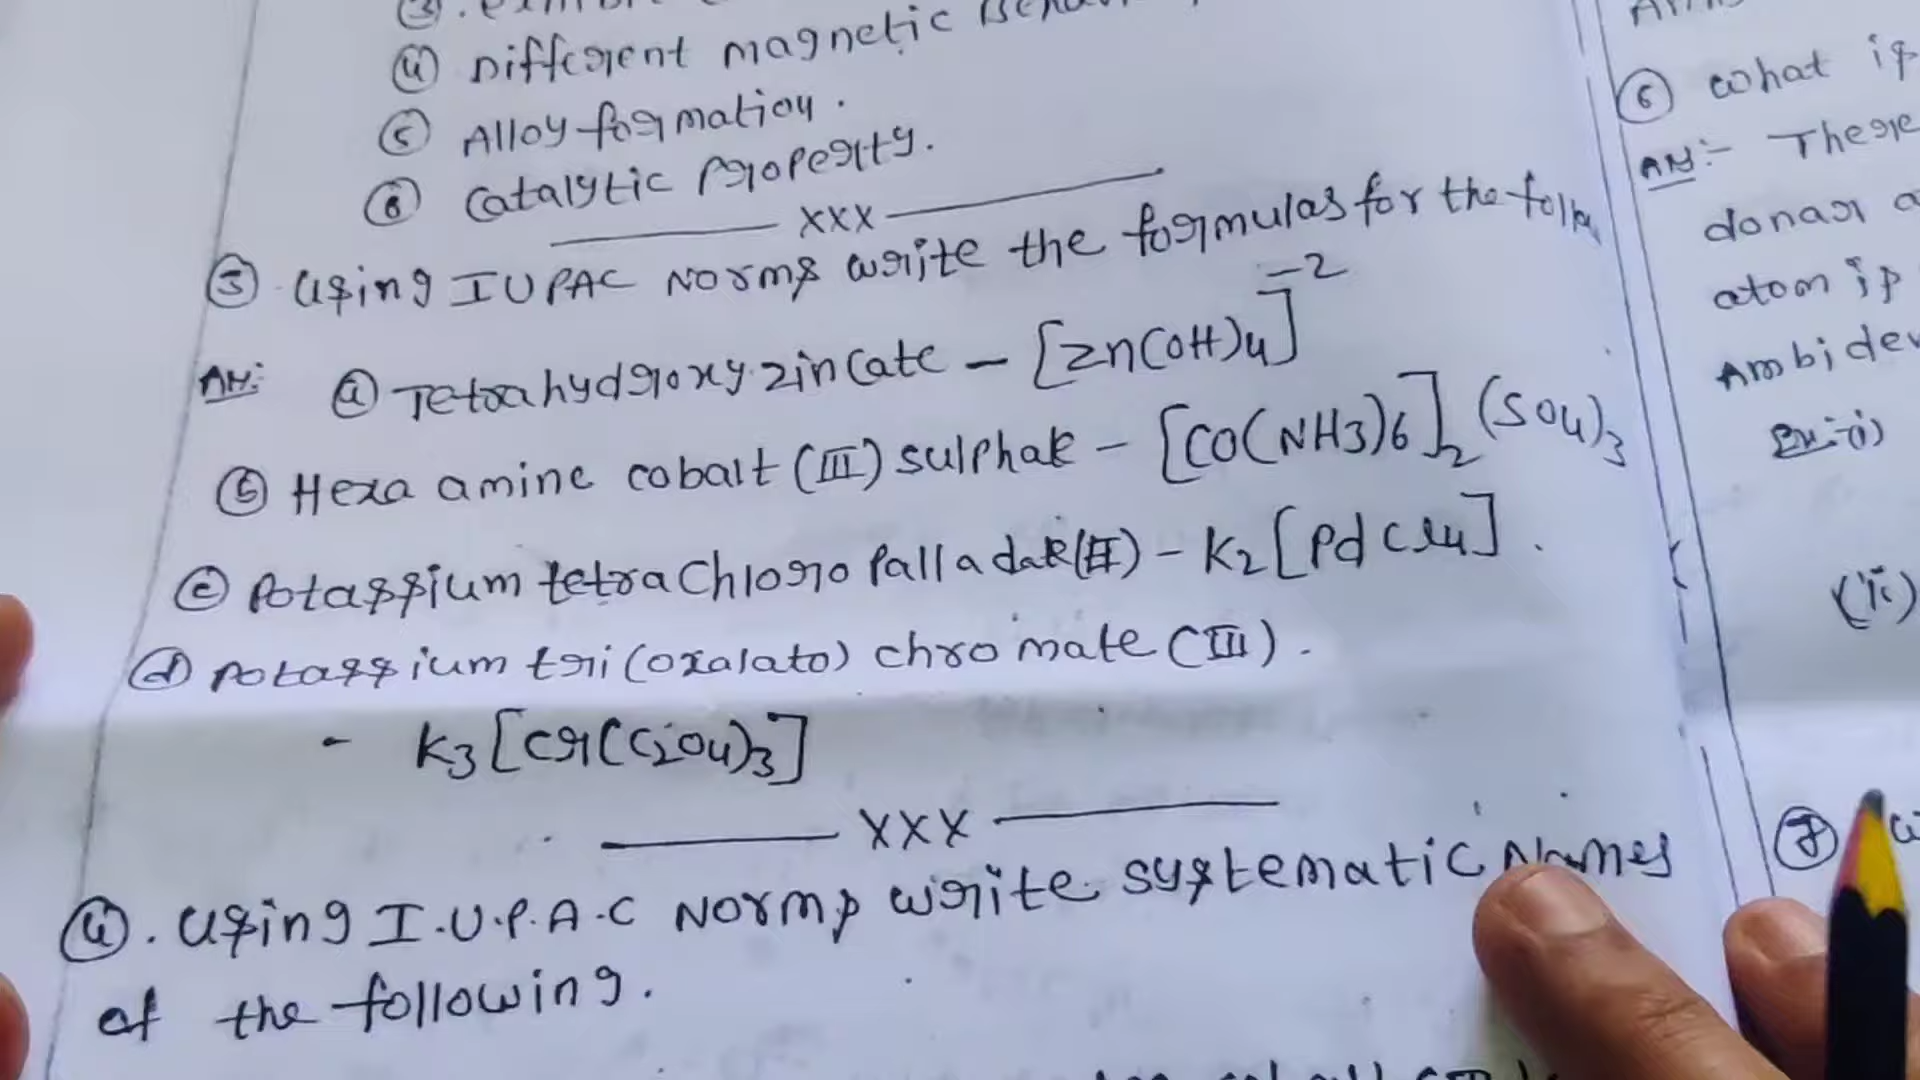 ④ Different magnetic
⑤ Alloy formation.
⑥ Catalytic Property.
XXX
③ Using IUPAC Norms write the formulas for the
Ans: ⓐ Tetrahydroxy zincate - [Zn(OH)4]-2
ⓑ Hexa amine cobalt (III) sulphate - [CO(NH3)6]2 (SO4)3
ⓒ Potassium tetra Chloro Palladate(II) - K2[PdCl4].
ⓓ Potassium tri(oxalato) chromate (III).
- K3[Cr(C2O4)3]
XXX
④. Using I.U.P.A.C Norms write systematic Names
of the following.
⑥ What is
Ans:- There
donar a
atom is
Ambiden
Ex:-i)
(ii)
⑦